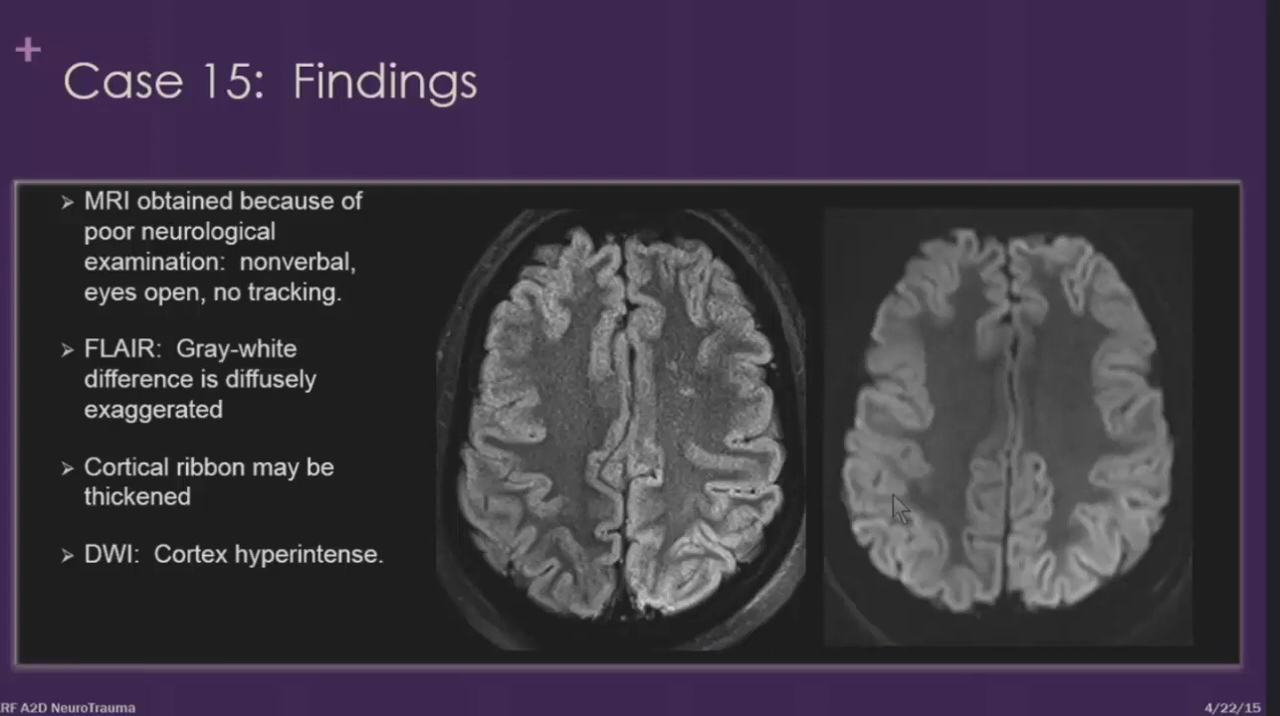 +
Case 15: Findings
➢ MRI obtained because of
poor neurological
examination: nonverbal,
eyes open, no tracking.
➢ FLAIR: Gray-white
difference is diffusely
exaggerated
➢ Cortical ribbon may be
thickened
➢ DWI: Cortex hyperintense.
RF A2D NeuroTrauma
4/22/15